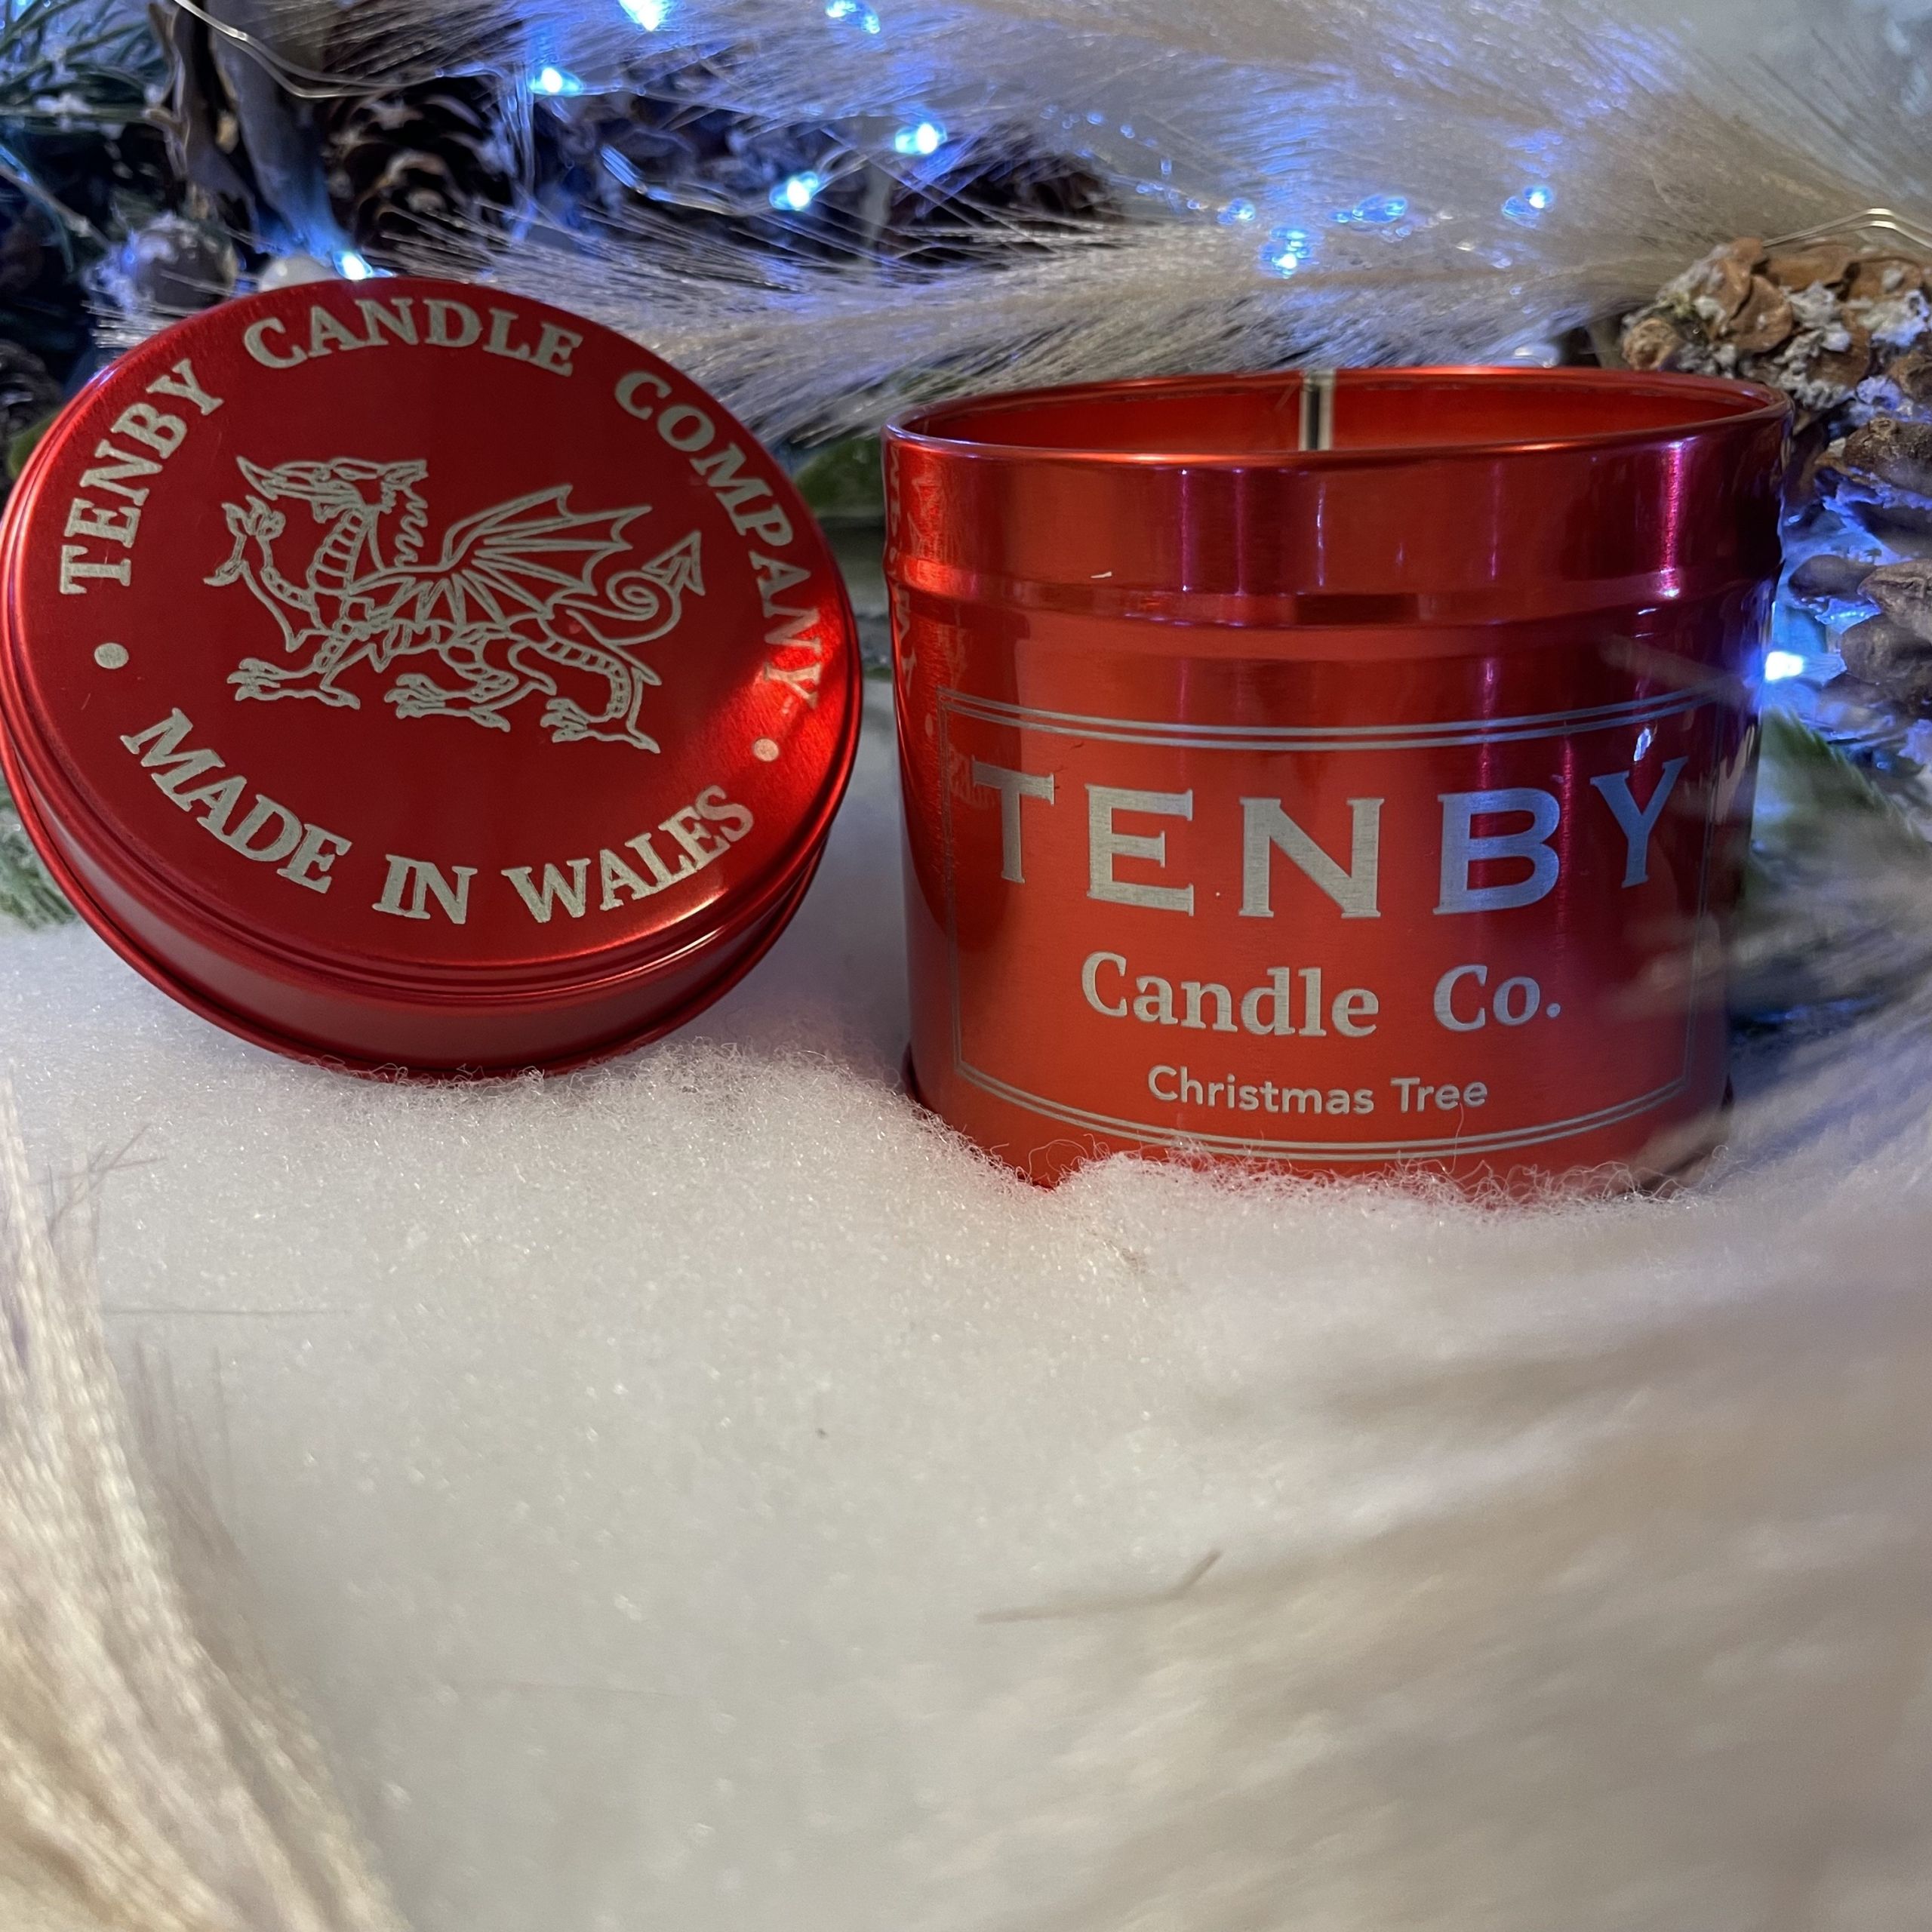 TENBY CANDLE COMPANY
• MADE IN WALES •
TENBY
Candle Co.
Christmas Tree